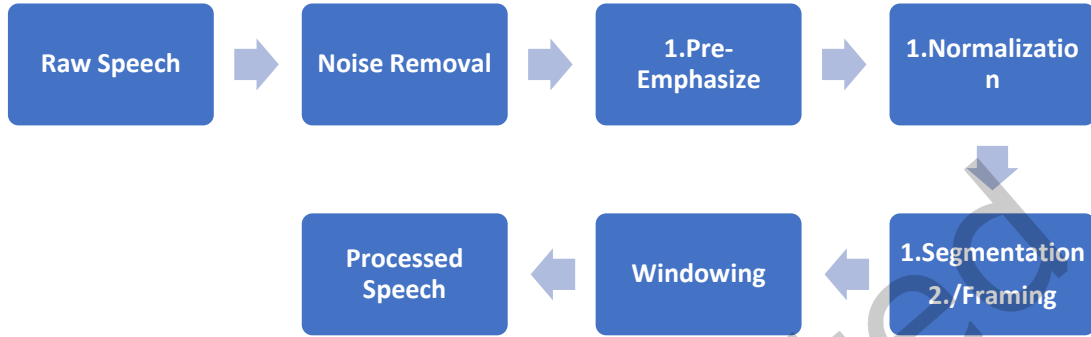 Raw Speech
Noise Removal
1.Pre-
Emphasize
1.Normalizatio
n
1.Segmentation
2./Framing
Windowing
Processed
Speech